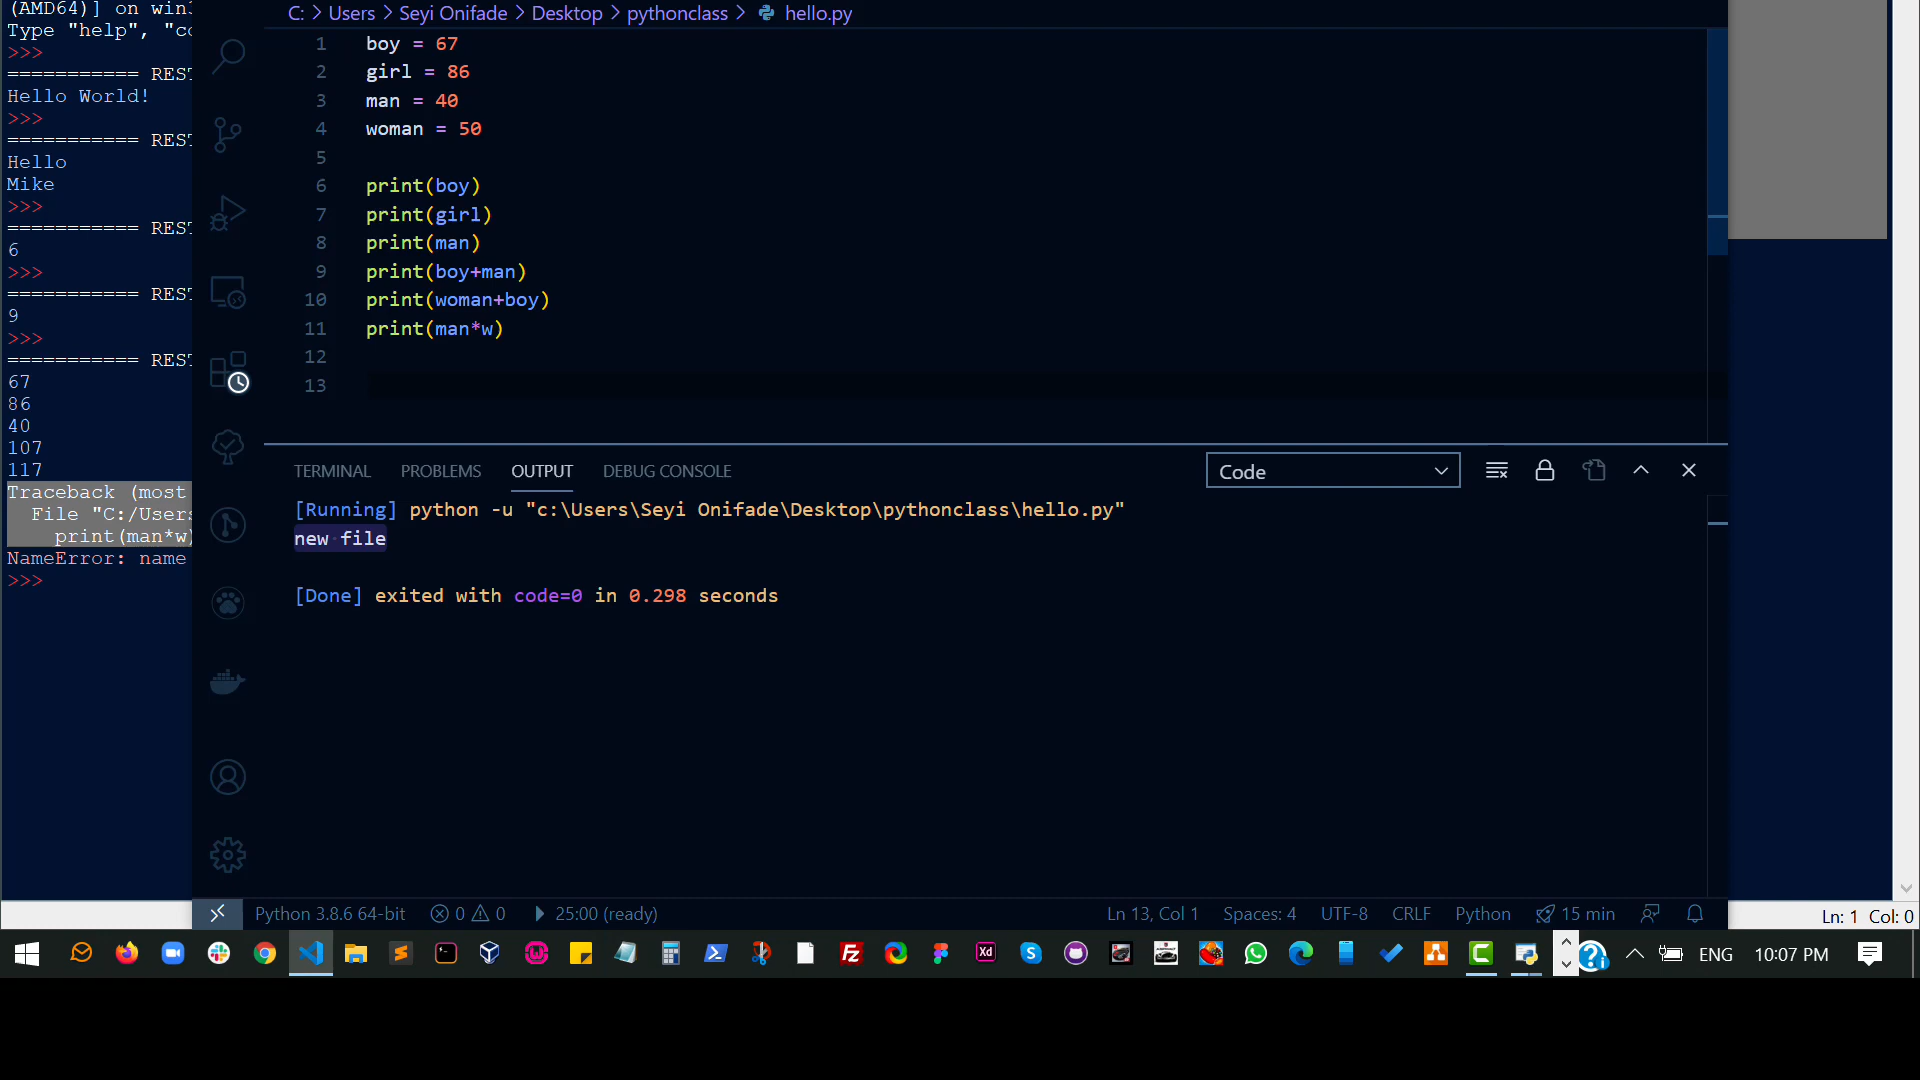 (AMD64)] on win3
Type "help", "co
>>>
=========== REST
Hello World!
>>>
=========== REST
Hello
Mike
>>>
=========== REST
6
>>>
=========== REST
9
>>>
=========== REST
67
86
40
107
117
Traceback (most
File "C:/Users
print(man*w)
NameError: name
>>>
C: > Users > Seyi Onifade > Desktop > pythonclass > hello.py
1 boy = 67
2 girl = 86
3 man = 40
4 woman = 50
5
6 print(boy)
7 print(girl)
8 print(man)
9 print(boy+man)
10 print(woman+boy)
11 print(man*w)
12
13
TERMINAL PROBLEMS OUTPUT DEBUG CONSOLE Code
[Running] python -u "c:\Users\Seyi Onifade\Desktop\pythonclass\hello.py"
new file
[Done] exited with code=0 in 0.298 seconds
Python 3.8.6 64-bit 0 0 25:00 (ready) Ln 13, Col 1 Spaces: 4 UTF-8 CRLF Python 15 min
Ln: 1 Col: 0
Fz Xd ENG 10:07 PM